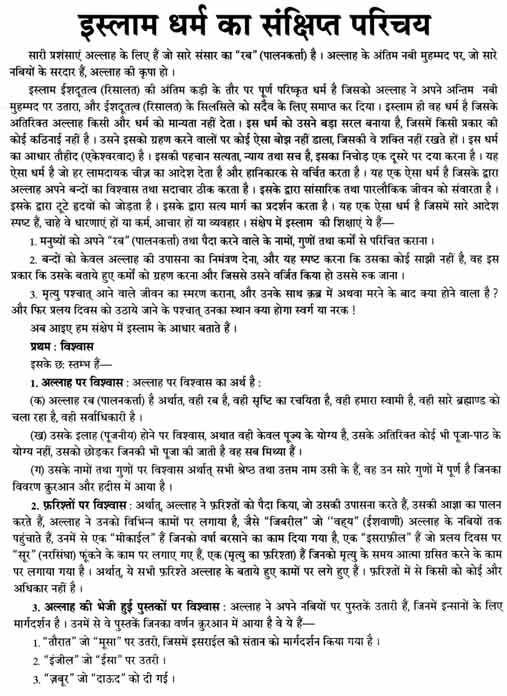 इस्लाम धर्म का संक्षिप्त परिचय
सारी प्रशंसाएं अल्लाह के लिए हैं जो सारे संसार का “रब” (पालनकर्त्ता) है । अल्लाह के अंतिम नबी मुहम्मद पर, जो सारे
नबियों के सरदार हैं, अल्लाह की कृपा हो ।
इस्लाम ईशदूतत्व (रिसालत) की अंतिम कड़ी के तौर पर पूर्ण परिष्कृत धर्म है जिसको अल्लाह ने अपने अन्तिम नबी
मुहम्मद पर उतारा, और ईशदूतत्व (रिसालत) के सिलसिले को सदैव के लिए समाप्त कर दिया । इस्लाम ही वह धर्म है जिसके
अतिरिक्त अल्लाह किसी और धर्म को मान्यता नहीं देता । इस धर्म को उसने बड़ा सरल बनाया है, जिसमें किसी प्रकार की
कोई कठिनाई नहीं है । उसने इसको ग्रहण करने वालों पर कोई ऐसा बोझ नहीं डाला, जिसकी वे शक्ति नहीं रखते हों । इस धर्म
का आधार तौहीद (एकेश्वरवाद) है । इसकी पहचान सत्यता, न्याय तथा सच है, इसका निचोड़ एक दूसरे पर दया करना है । यह
ऐसा धर्म है जो हर लाभदायक चीज़ का आदेश देता है और हानिकारक से वर्चित करता है । यह एक ऐसा धर्म है जिसके द्वारा
अल्लाह अपने बन्दों का विश्वास तथा सदाचार ठीक करता है । इसके द्वारा सांसारिक तथा पारलौकिक जीवन को संवारता है ।
इसके द्वारा टूटे हृदयों को जोड़ता है । इसके द्वारा सत्य मार्ग का प्रदर्शन करता है । यह एक ऐसा धर्म है जिसमें सारे आदेश
स्पष्ट हैं, चाहे वे धारणाएं हों या कर्म, आचार हों या व्यवहार । संक्षेप में इस्लाम की शिक्षाएं ये हैं—
1. मनुष्यों को अपने “रब” (पालनकर्त्ता) तथा पैदा करने वाले के नामों, गुणों तथा कर्मों से परिचित कराना ।
2. बन्दों को केवल अल्लाह की उपासना का निमंत्रण देना, और यह स्पष्ट करना कि उसका कोई साझी नहीं है, वह इस
प्रकार कि उसके बताये हुए कर्मों को ग्रहण करना और जिससे उसने वर्जित किया हो उससे रुक जाना ।
3. मृत्यु पश्चात् आने वाले जीवन का स्मरण कराना, और उनके साथ क़ब्र में अथवा मरने के बाद क्या होने वाला है ?
और फिर प्रलय दिवस को उठाये जाने के पश्चात् उनका स्थान क्या होगा स्वर्ग या नरक !
अब आइए हम संक्षेप में इस्लाम के आधार बताते हैं ।
प्रथम : विश्वास
इसके छ: स्तम्भ हैं—
1. अल्लाह पर विश्वास : अल्लाह पर विश्वास का अर्थ है :
(क) अल्लाह रब (पालनकर्त्ता) है अर्थात्, वही रब है, वही सृष्टि का रचयिता है, वही हमारा स्वामी है, वही सारे ब्रह्माण्ड को
चला रहा है, वही सर्वाधिकारी है ।
(ख) उसके इलाह (पूजनीय) होने पर विश्वास, अथात वही केवल पूज्य के योग्य है, उसके अतिरिक्त कोई भी पूजा-पाठ के
योग्य नहीं, उसको छोड़कर जिनकी भी पूजा की जाती है वह सब मिथ्या हैं ।
(ग) उसके नामों तथा गुणों पर विश्वास अर्थात् सभी श्रेष्ठ तथा उत्तम नाम उसी के हैं, वह उन सारे गुणों में पूर्ण है जिनका
विवरण क़ुरआन और हदीस में आया है ।
2. फ़रिश्तों पर विश्वास : अर्थात्, अल्लाह ने फ़रिश्तों को पैदा किया, जो उसकी उपासना करते हैं, उसकी आज्ञा का पालन
करते हैं, अल्लाह ने उनको विभिन्न कामों पर लगाया है, जैसे “जिबरील” जो ''वह़्य” (ईशवाणी) अल्लाह के नबियों तक
पहुंचाते हैं, उनमें से एक “मीकाईल” हैं जिनको वर्षा बरसाने का काम दिया गया है, एक “इसराफ़ील” हैं जो प्रलय दिवस पर
“सूर” (नरसिंघा) फूंकने के काम पर लगाए गए हैं, एक (मृत्यु का फ़रिश्ता) हैं जिनको मृत्यु के समय आत्मा ग्रसित करने के काम
पर लगाया गया है । अर्थात्, ये सभी फ़रिश्ते अल्लाह के बताये हुए कामों पर लगे हुए हैं । फ़रिश्तों में से किसी को कोई और
अधिकार नहीं है ।
3. अल्लाह की भेजी हुई पुस्तकों पर विश्वास : अल्लाह ने अपने नबियों पर पुस्तकें उतारी हैं, जिनमें इन्सानों के लिए
मार्गदर्शन है । उनमें से वे पुस्तकें जिनका वर्णन क़ुरआन में आया है वे ये हैं—
1. “तौरात” जो “मूसा” पर उतरी, जिसमें इसराईल की संतान को मार्गदर्शन किया गया है ।
2. “इंजील” जो “ईसा” पर उतरी ।
3. “ज़बूर” जो “दाऊद” को दी गई ।